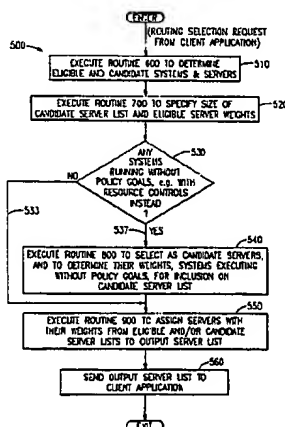 ENTER
(ROUTING SELECTION REQUEST
FROM CLIENT APPLICATION)
500
EXECUTE ROUTINE 600 TO DETERMINE
ELIGIBLE AND CANDIDATE SYSTEMS & SERVERS
510
EXECUTE ROUTINE 700 TO SPECIFY SIZE OF
CANDIDATE SERVER LIST AND ELIGIBLE SERVER WEIGHTS
520
ANY
SYSTEMS
RUNNING WITHOUT
POLICY GOALS, e.g. WITH
RESOURCE CONTROLS
INSTEAD
?
530
NO
533
537
YES
EXECUTE ROUTINE 800 TO SELECT AS CANDIDATE SERVERS,
AND TO DETERMINE THEIR WEIGHTS, SYSTEMS EXECUTING
WITHOUT POLICY GOALS, FOR INCLUSION ON
CANDIDATE SERVER LIST
540
EXECUTE ROUTINE 900 TO ASSIGN SERVERS WITH
THEIR WEIGHTS FROM ELIGIBLE AND/OR CANDIDATE
SERVER LISTS TO OUTPUT SERVER LIST
550
SEND OUTPUT SERVER LIST TO
CLIENT APPLICATION
560
EXIT